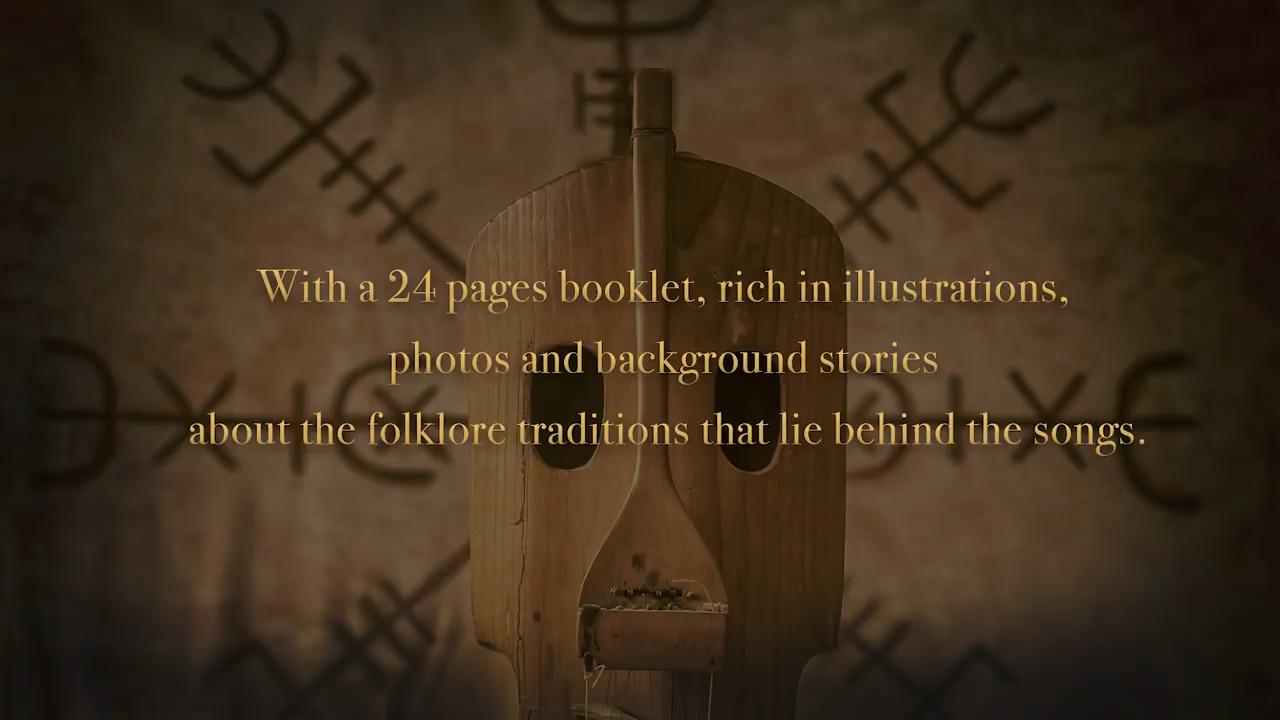 With a 24 pages booklet, rich in illustrations,
photos and background stories
about the folklore traditions that lie behind the songs.